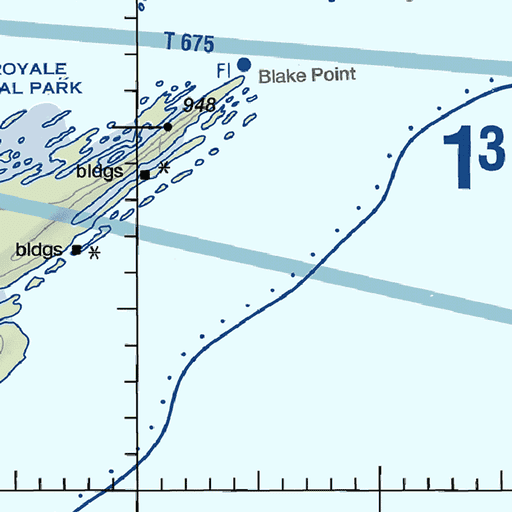 T 675
ROYALE
AL PARK
Fl
Blake Point
948
13
bldgs
bldgs